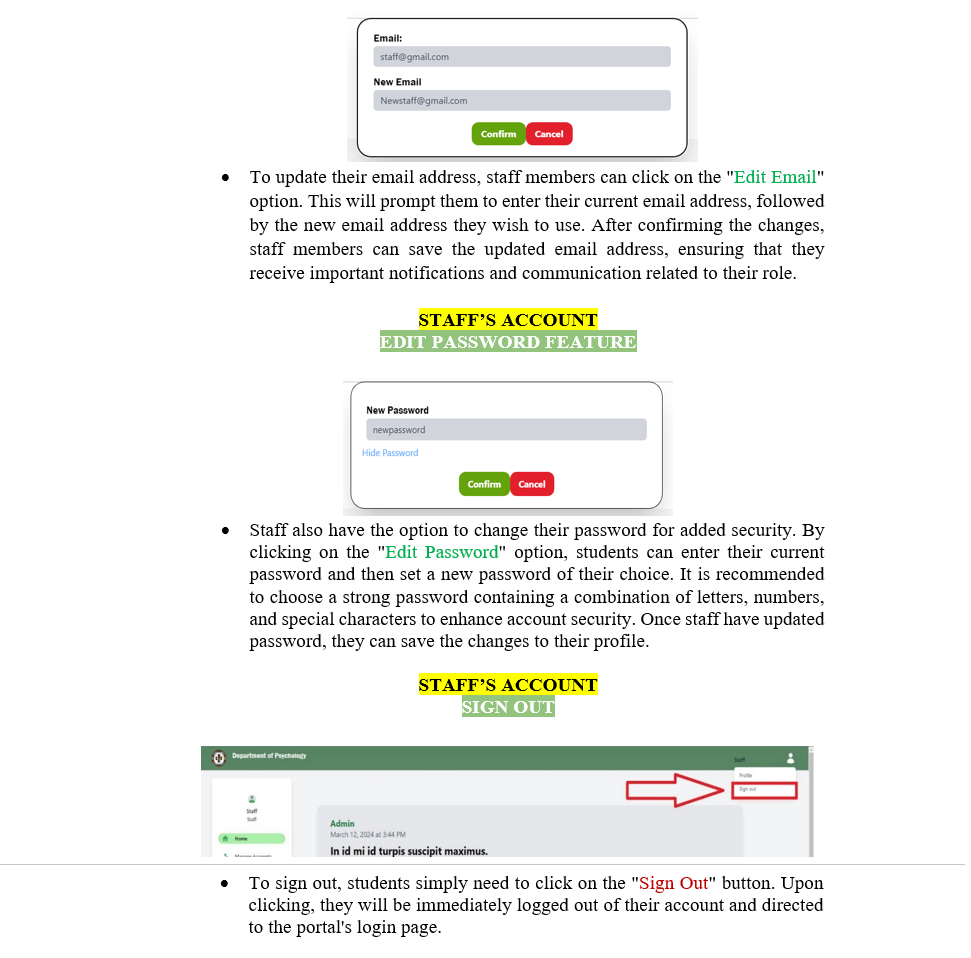 Email:
staff@gmail.com
New Email
Newstaff@gmail.com
Confirm Cancel
• To update their email address, staff members can click on the "Edit Email"
option. This will prompt them to enter their current email address, followed
by the new email address they wish to use. After confirming the changes,
staff members can save the updated email address, ensuring that they
receive important notifications and communication related to their role.
STAFF’S ACCOUNT
EDIT PASSWORD FEATURE
New Password
newpassword
Hide Password
Confirm Cancel
• Staff also have the option to change their password for added security. By
clicking on the "Edit Password" option, students can enter their current
password and then set a new password of their choice. It is recommended
to choose a strong password containing a combination of letters, numbers,
and special characters to enhance account security. Once staff have updated
password, they can save the changes to their profile.
STAFF’S ACCOUNT
SIGN OUT
Department of Psychology
Staff
Profile
Sign out
Staff
Staff
Home
Manage Accounts
Admin
March 12, 2024 at 3:44 PM
In id mi id turpis suscipit maximus.
• To sign out, students simply need to click on the "Sign Out" button. Upon
clicking, they will be immediately logged out of their account and directed
to the portal's login page.